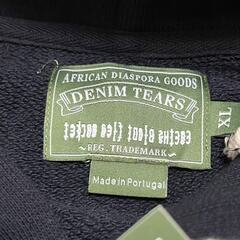 AFRICAN DIASPORA GOODS
DENIM TEARS
REG. TRADEMARK
XL
Made in Portugal